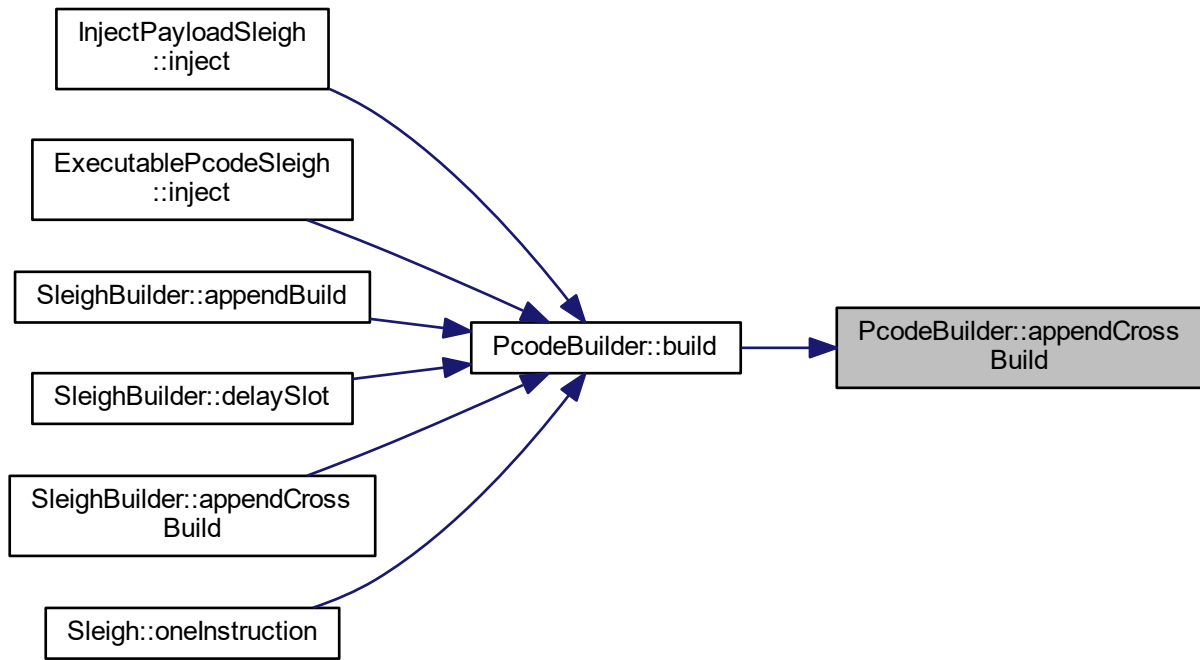 InjectPayloadSleigh
::inject
ExecutablePcodeSleigh
::inject
SleighBuilder::appendBuild
SleighBuilder::delaySlot
SleighBuilder::appendCross
Build
Sleigh::oneInstruction
PcodeBuilder::build
PcodeBuilder::appendCross
Build